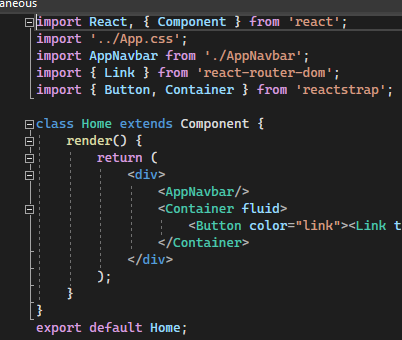 aneous
import React, { Component } from 'react';
import '../App.css';
import AppNavbar from './AppNavbar';
import { Link } from 'react-router-dom';
import { Button, Container } from 'reactstrap';
class Home extends Component {
render() {
return (
<div>
<AppNavbar/>
<Container fluid>
<Button color="link"><Link t
</Container>
</div>
);
}
}
export default Home;